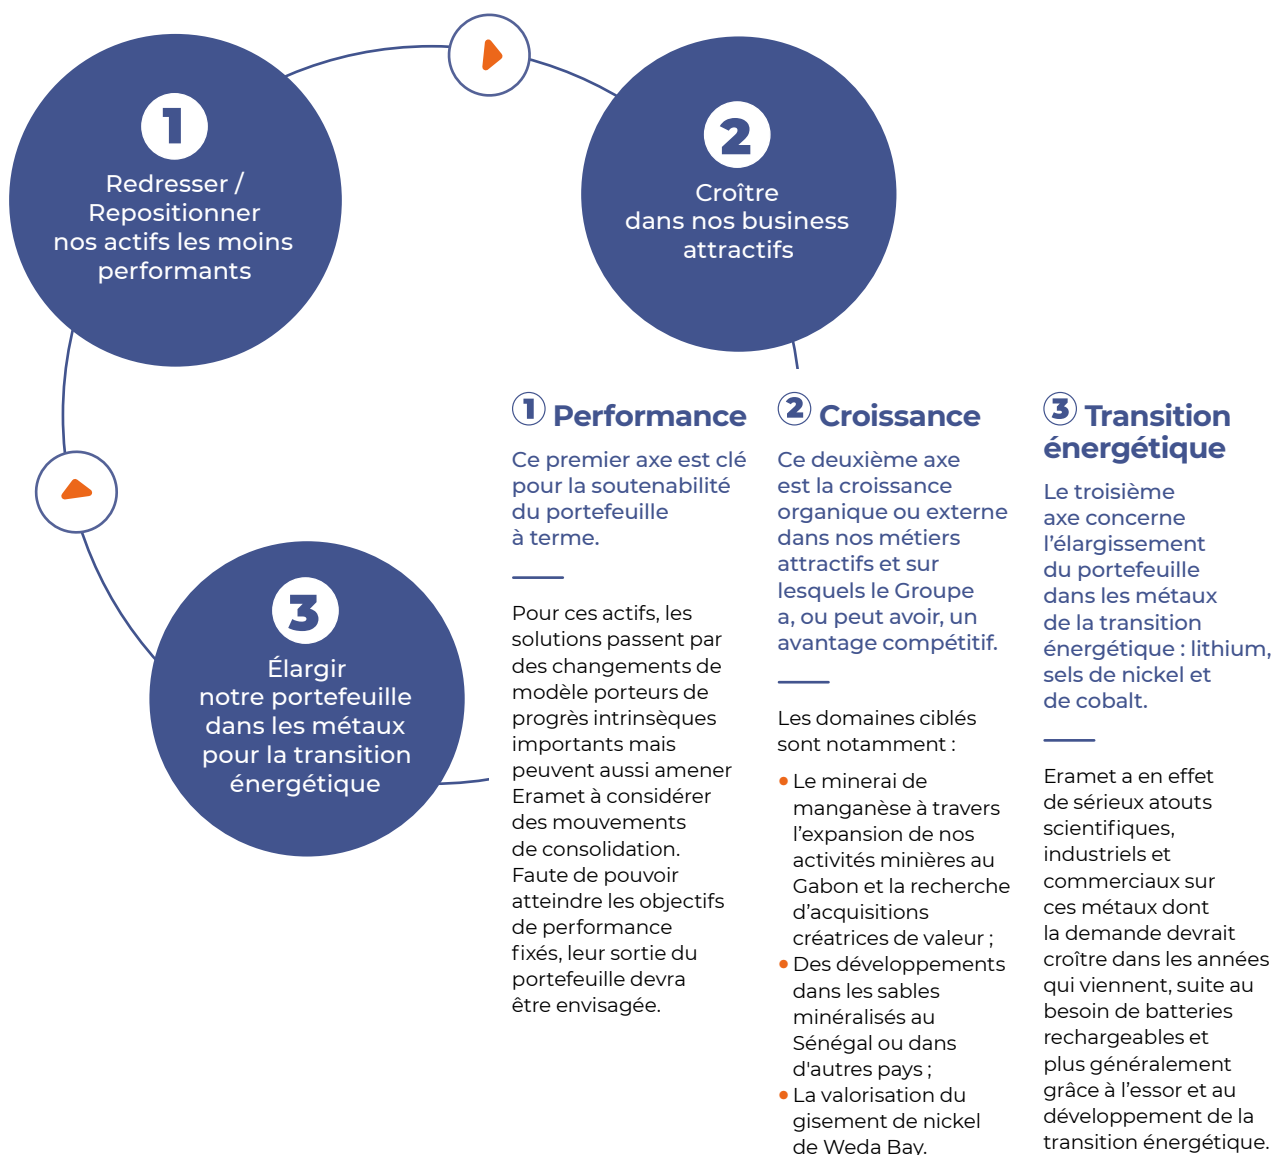 1
Redresser /
Repositionner
nos actifs les moins
performants
2
Croître
dans nos business
attractifs
3
Élargir
notre portefeuille
dans les métaux
pour la transition
énergétique
1 Performance
Ce premier axe est clé
pour la soutenabilité
du portefeuille
à terme.
Pour ces actifs, les
solutions passent par
des changements de
modèle porteurs de
progrès intrinsèques
importants mais
peuvent aussi amener
Eramet à considérer
des mouvements
de consolidation.
Faute de pouvoir
atteindre les objectifs
de performance
fixés, leur sortie du
portefeuille devra
être envisagée.
2 Croissance
Ce deuxième axe
est la croissance
organique ou externe
dans nos métiers
attractifs et sur
lesquels le Groupe
a, ou peut avoir, un
avantage compétitif.
Les domaines ciblés
sont notamment :
• Le minerai de
manganèse à travers
l’expansion de nos
activités minières au
Gabon et la recherche
d’acquisitions
créatrices de valeur ;
• Des développements
dans les sables
minéralisés au
Sénégal ou dans
d'autres pays ;
• La valorisation du
gisement de nickel
de Weda Bay.
3 Transition
énergétique
Le troisième
axe concerne
l’élargissement
du portefeuille
dans les métaux
de la transition
énergétique : lithium,
sels de nickel et
de cobalt.
Eramet a en effet
de sérieux atouts
scientifiques,
industriels et
commerciaux sur
ces métaux dont
la demande devrait
croître dans les années
qui viennent, suite au
besoin de batteries
rechargeables et
plus généralement
grâce à l’essor et au
développement de la
transition énergétique.